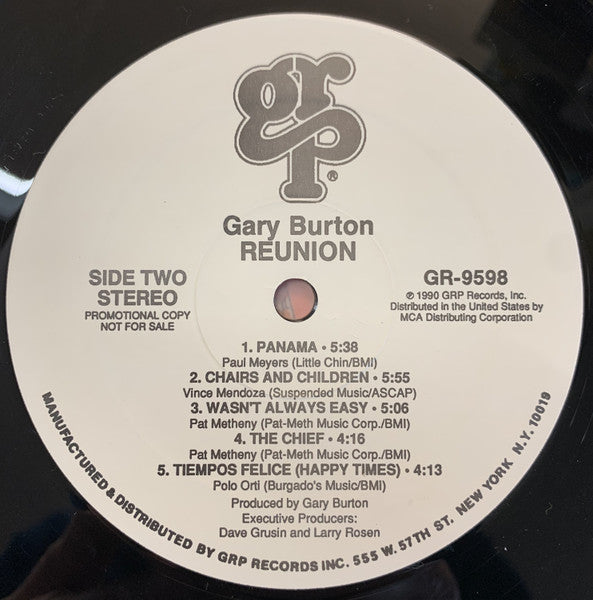 grp
®
Gary Burton
REUNION
SIDE TWO
STEREO
PROMOTIONAL COPY
NOT FOR SALE
GR-9598
℗ 1990 GRP Records, Inc.
Distributed in the United States by
MCA Distributing Corporation
1. PANAMA • 5:38
Paul Meyers (Little Chin/BMI)
2. CHAIRS AND CHILDREN • 5:55
Vince Mendoza (Suspended Music/ASCAP)
3. WASN'T ALWAYS EASY • 5:06
Pat Metheny (Pat-Meth Music Corp./BMI)
4. THE CHIEF • 4:16
Pat Metheny (Pat-Meth Music Corp./BMI)
5. TIEMPOS FELICE (HAPPY TIMES) • 4:13
Polo Orti (Burgado's Music/BMI)
Produced by Gary Burton
Executive Producers:
Dave Grusin and Larry Rosen
MANUFACTURED & DISTRIBUTED BY GRP RECORDS INC. 555 W. 57TH ST. NEW YORK N.Y. 10019